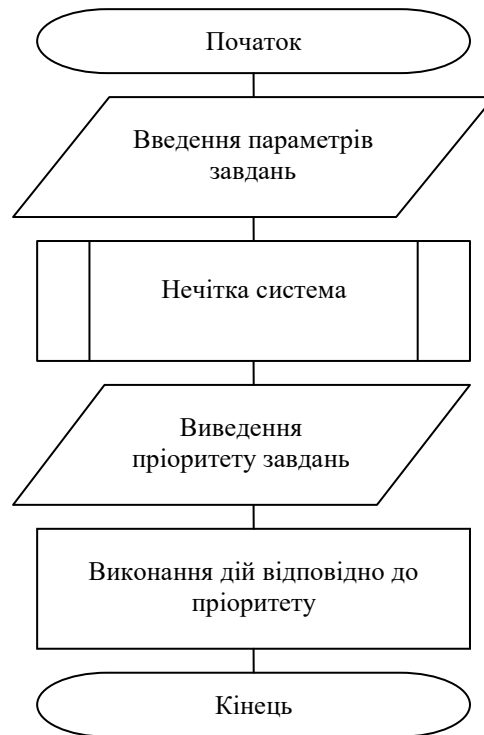 Початок
Введення параметрів
завдань
Нечітка система
Виведення
пріоритету завдань
Виконання дій відповідно до
пріоритету
Кінець